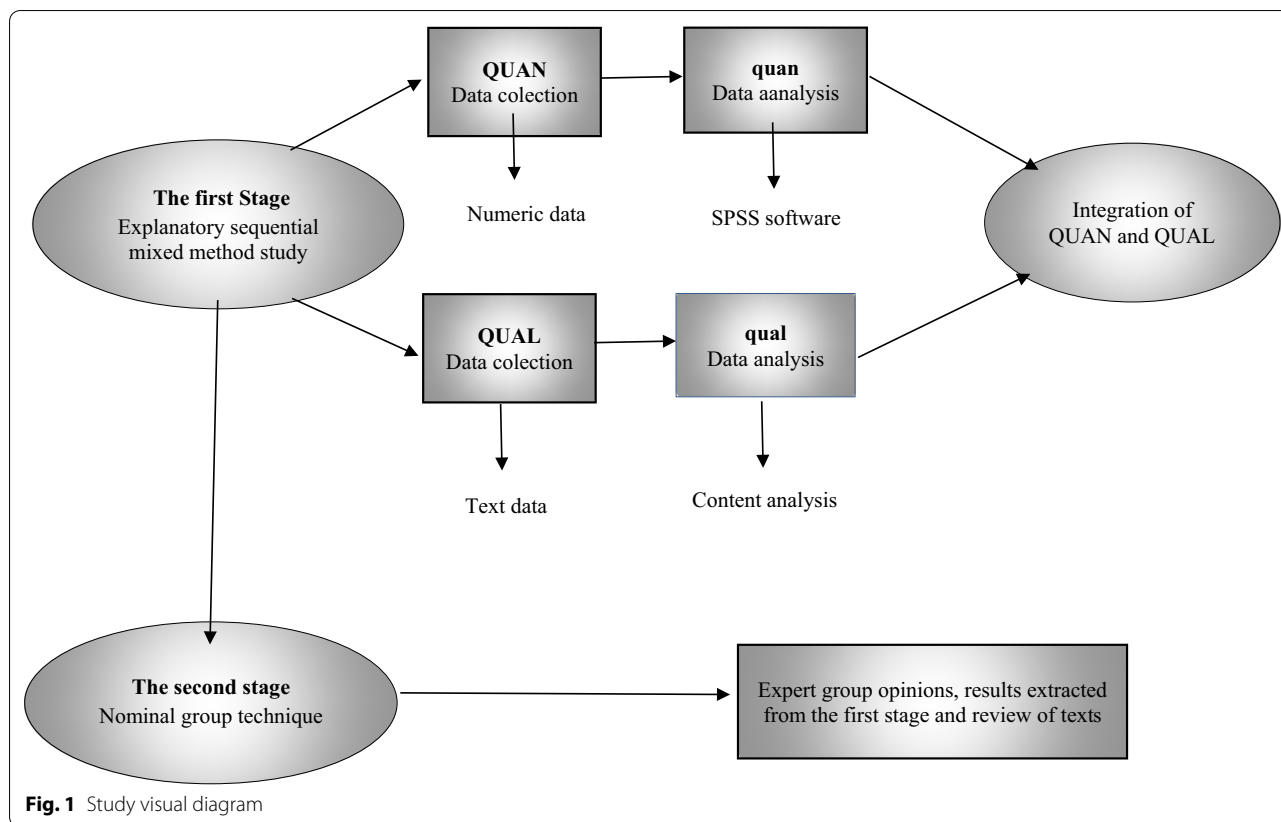 QUAN
Data colection
quan
Data aanalysis
Numeric data
SPSS software
The first Stage
Explanatory sequential
mixed method study
Integration of
QUAN and QUAL
QUAL
Data colection
qual
Data analysis
Text data
Content analysis
The second stage
Nominal group technique
Expert group opinions, results extracted
from the first stage and review of texts
Fig. 1 Study visual diagram